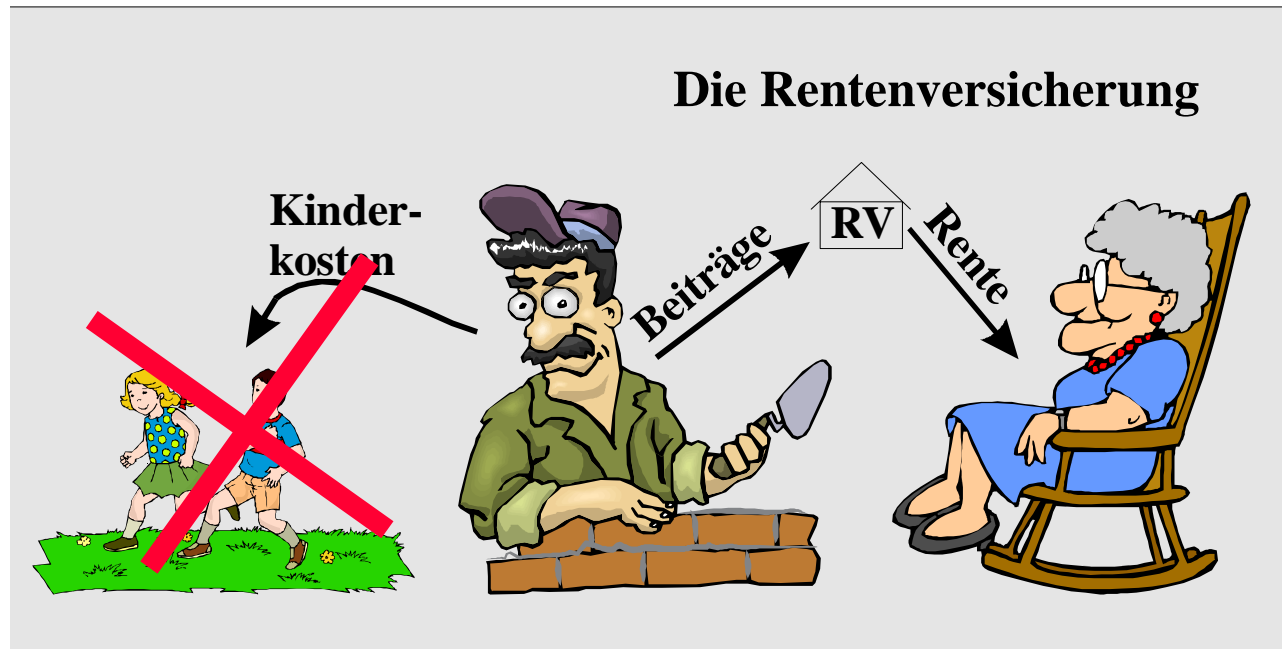 Die Rentenversicherung
Kinder-
kosten
Beiträge
RV
Rente